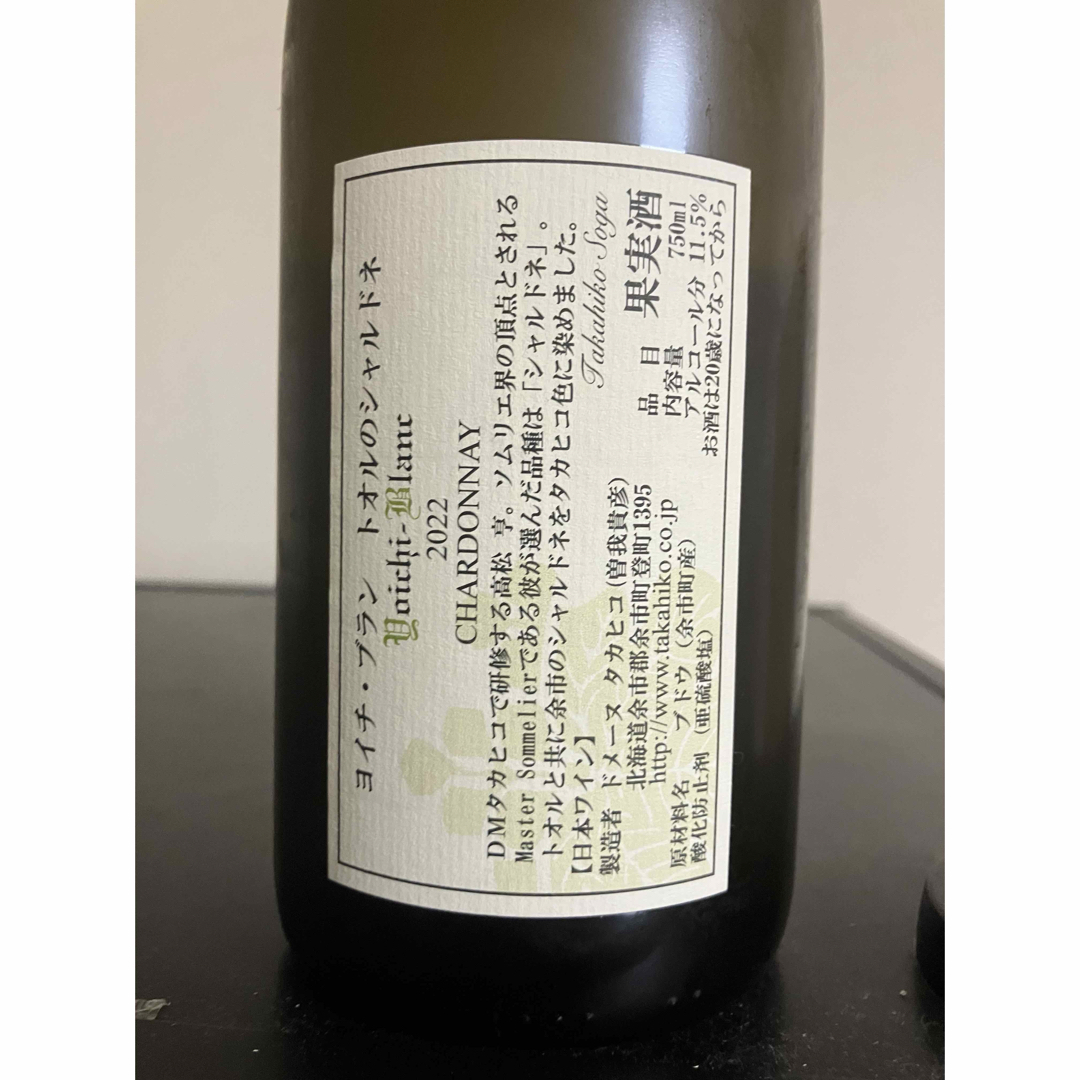 ヨイチ・ブラン トオルのシャルドネ
Yoichi-Blanc
2022
CHARDONNAY
DMタカヒコで研修する高松 亨。ソムリエ界の頂点とされる
Master Sommelierである彼が選んだ品種は「シャルドネ」。
トオルと共に余市のシャルドネをタカヒコ色に染めました。
【日本ワイン】
Takahiko Soga
製造者 ドメーヌ タカヒコ(曽我貴彦)
北海道余市郡余市町登町1395
http://www.takahiko.co.jp
原材料名 ブドウ(余市町産)
酸化防止剤(亜硫酸塩)
品目 果実酒
内容量 750ml
アルコール分 11.5%
お酒は20歳になってから